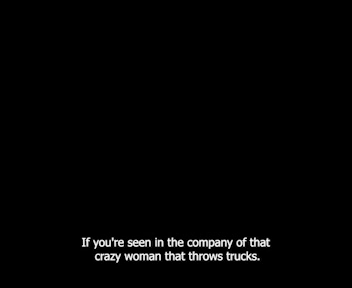 If you're seen in the company of that
crazy woman that throws trucks.